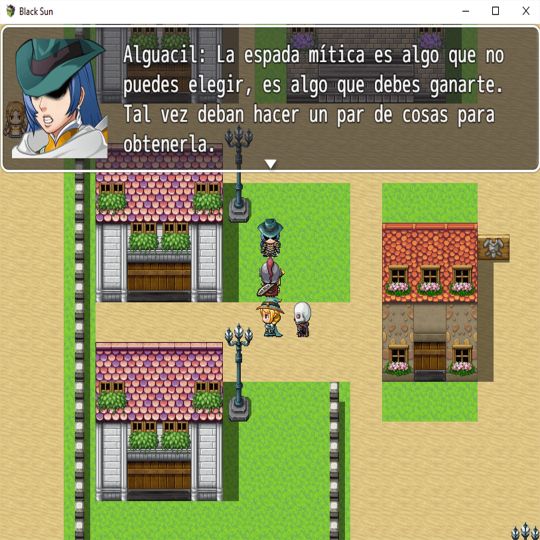 Black Sun
Alguacil: La espada mítica es algo que no
puedes elegir, es algo que debes ganarte.
Tal vez deban hacer un par de cosas para
obtenerla.